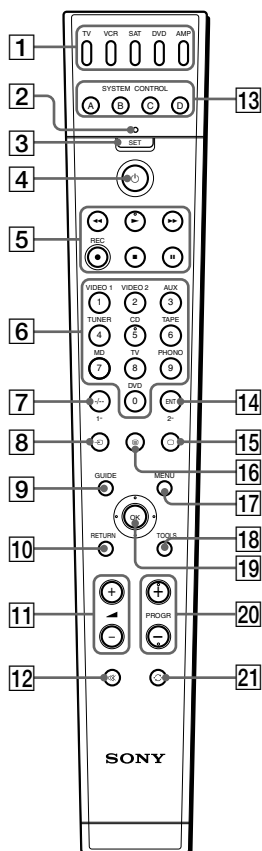 1
TV VCR SAT DVD AMP
SYSTEM CONTROL
13
A B C D
2
3
SET
4
5
REC
6
VIDEO 1 VIDEO 2 AUX
1 2 3
TUNER CD TAPE
4 5 6
MD TV PHONO
7 8 9
DVD
7
-/--
0
ENT
14
1-
2-
8
15
16
9
GUIDE
MENU
17
OK
10
RETURN
TOOLS
18
19
11
+
+
20
PROGR
-
-
12
21
SONY